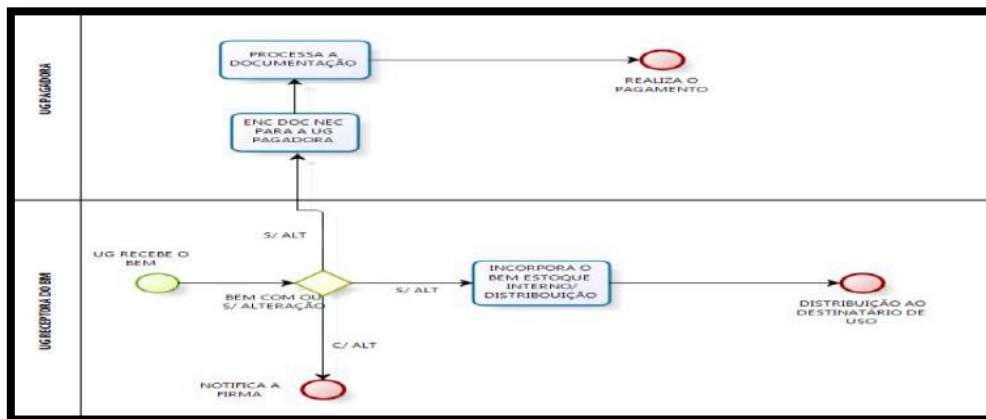 UG PAGADORA
PROCESSA A
DOCUMENTAÇÃO
REALIZA O
PAGAMENTO
ENC DOC NEC
PARA A UG
PAGADORA
UG RECEPTORA DO BM
S/ ALT
UG RECEBE O
BEM
BEM COM OU
S/ ALTERAÇÃO
S/ ALT
INCORPORA O
BEM ESTOQUE
INTERNO/
DISTRIBOUIÇÃO
DISTRIBUIÇÃO AO
DESTINATÁRIO DE
USO
C/ ALT
NOTIFICA A
FIRMA